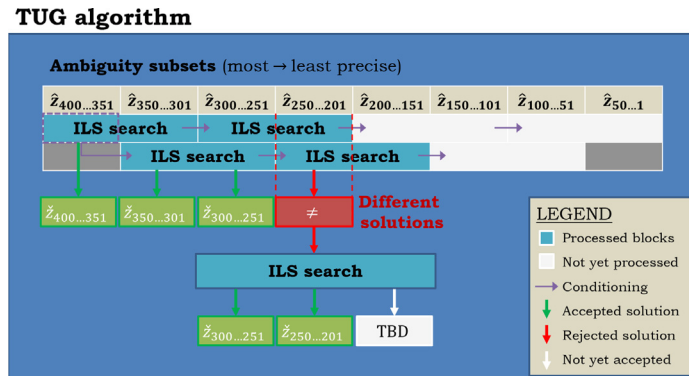 TUG algorithm
Ambiguity subsets (most → least precise)
ẑ400…351 ẑ350…301 ẑ300…251 ẑ250…201 ẑ200…151 ẑ150…101 ẑ100…51 ẑ50…1
ILS search ILS search
ILS search ILS search
ž400…351 ž350…301 ž300…251 ≠ Different
solutions
ILS search
ž300…251 ž250…201 TBD
LEGEND
Processed blocks
Not yet processed
Conditioning
Accepted solution
Rejected solution
Not yet accepted